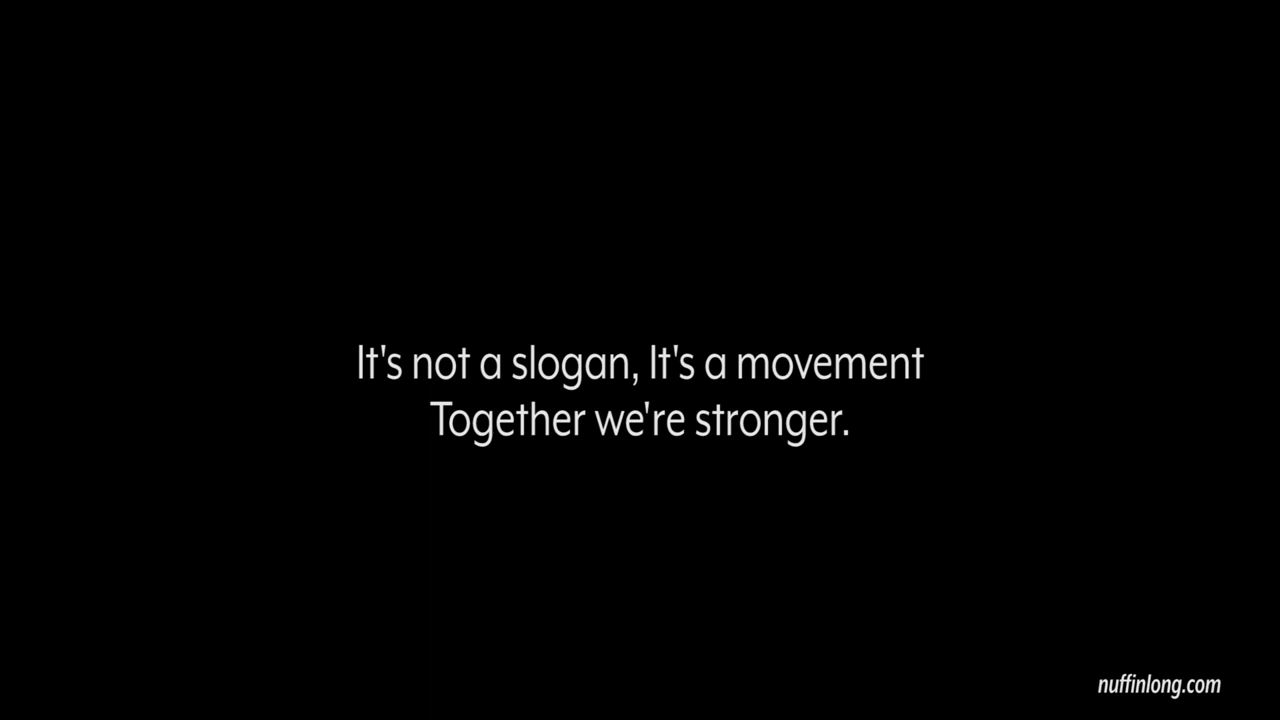 It's not a slogan, It's a movement
Together we're stronger.
nuffinlong.com